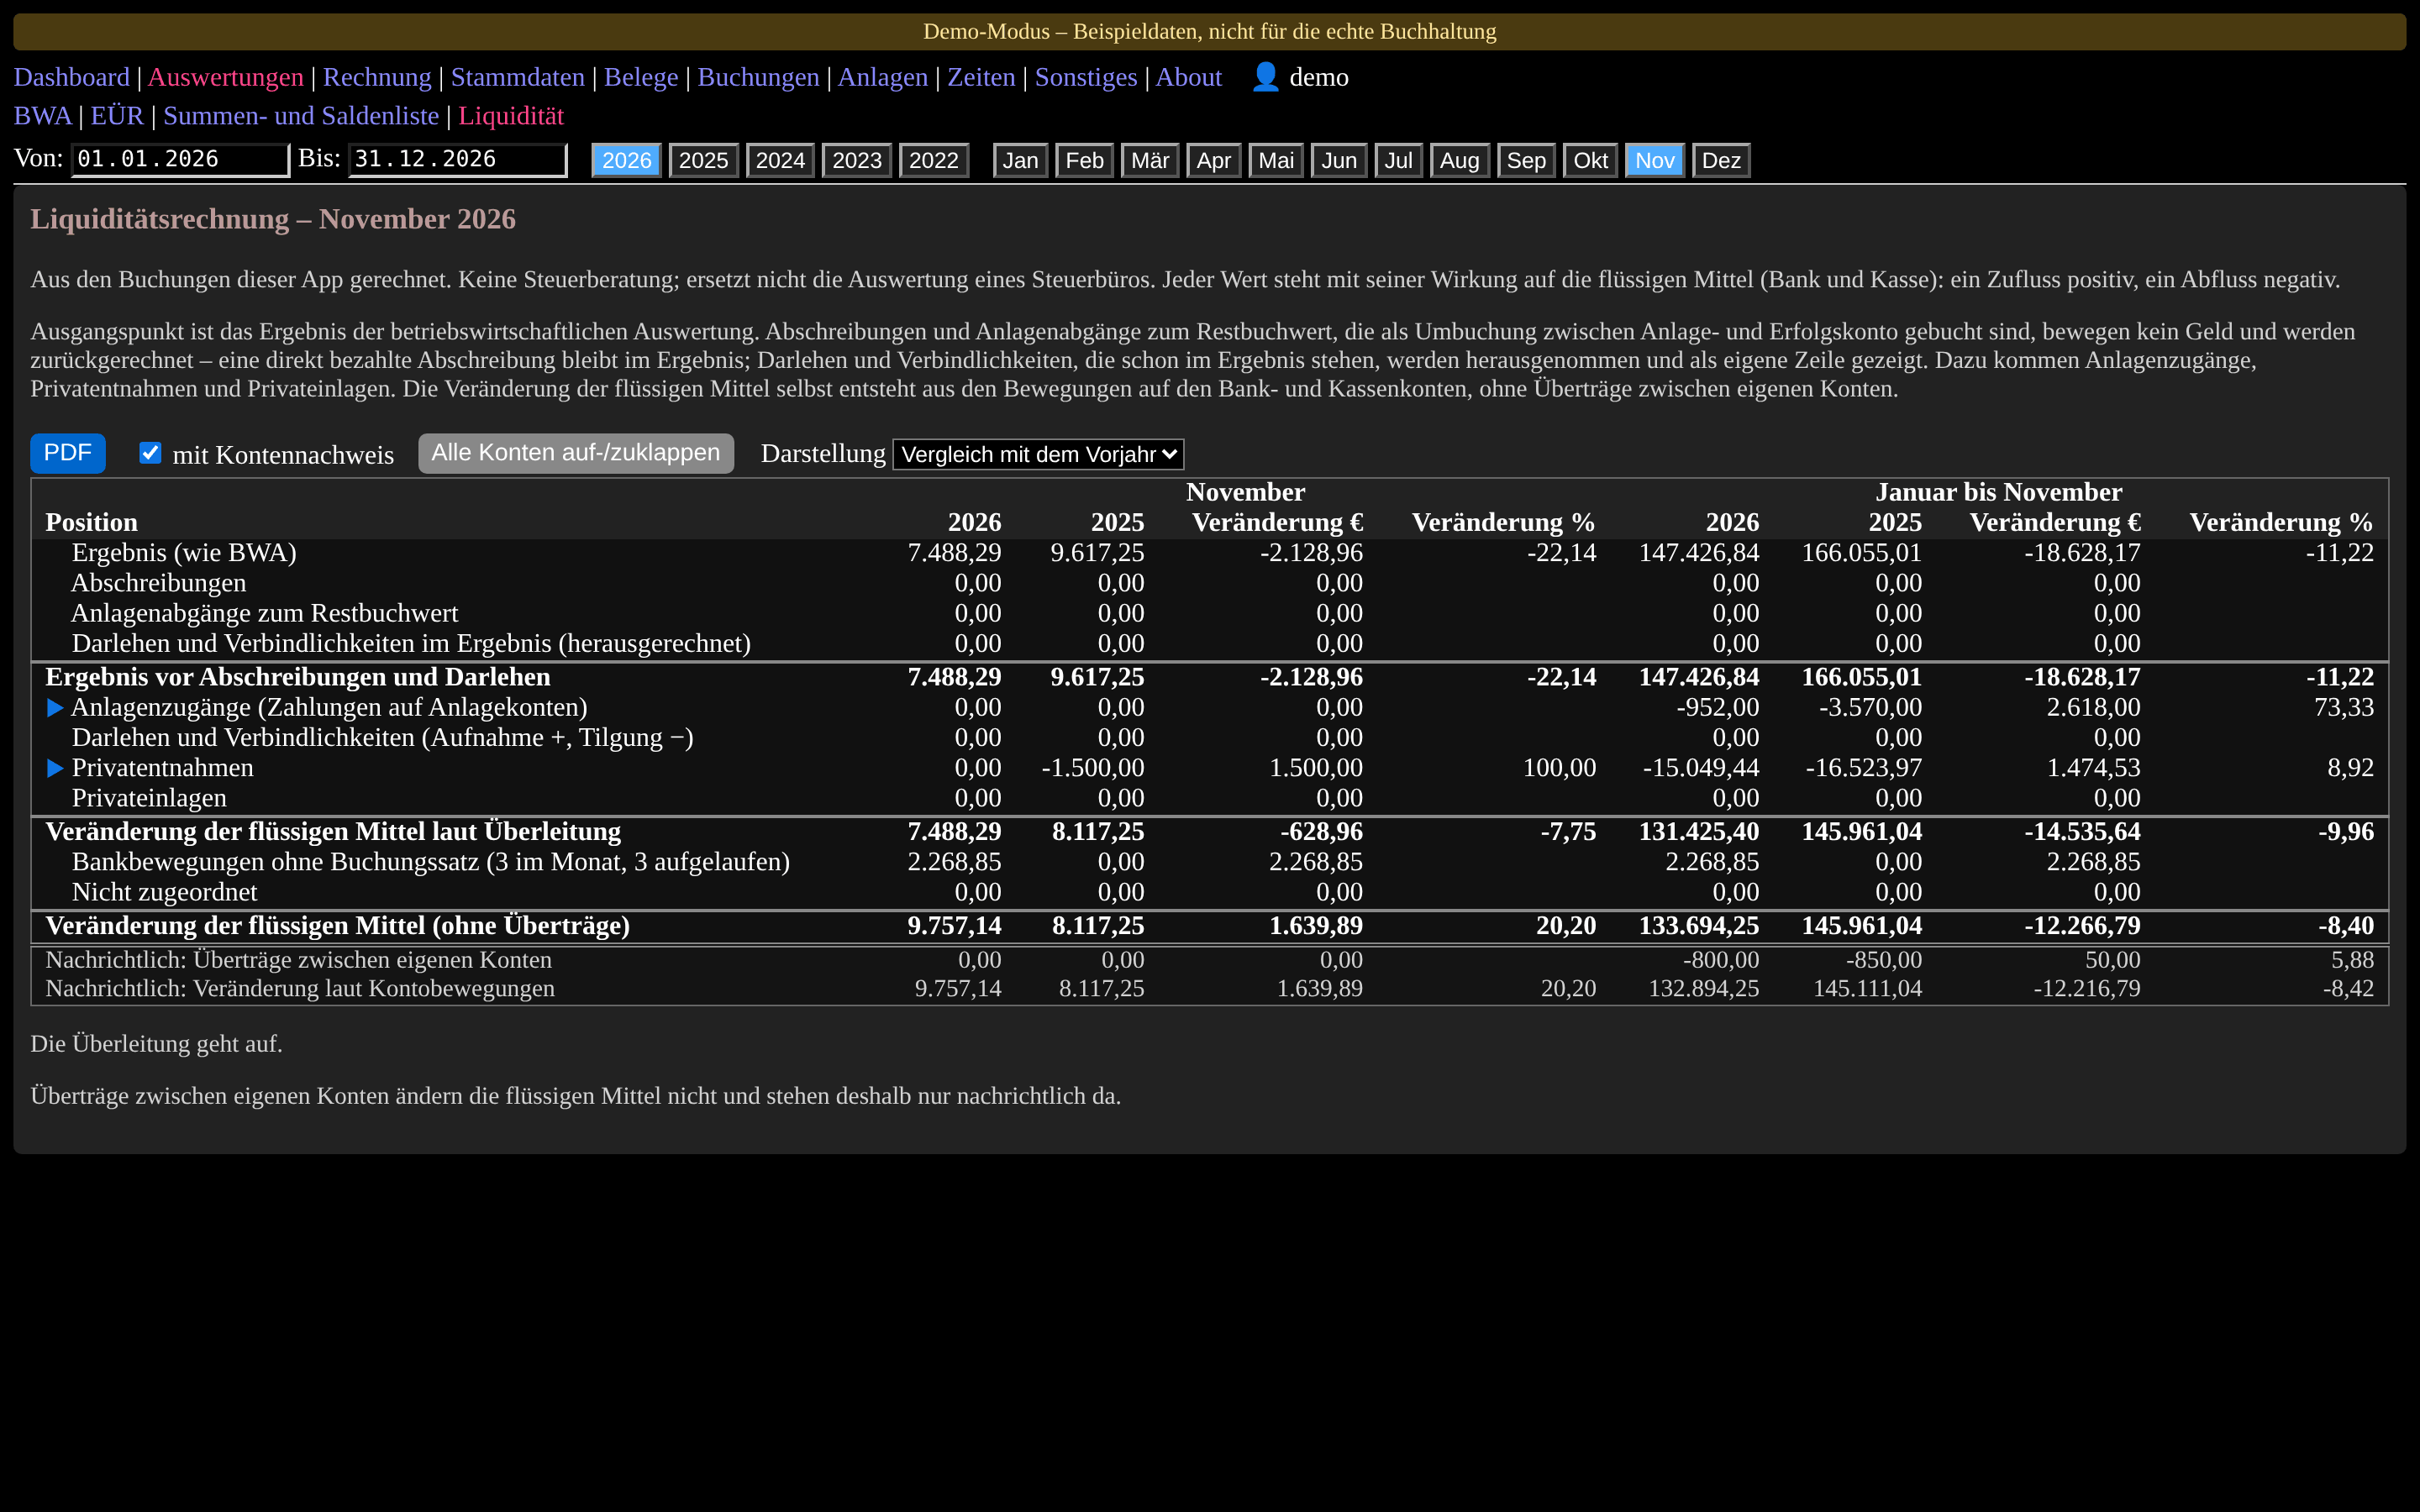 Demo-Modus – Beispieldaten, nicht für die echte Buchhaltung
Dashboard | Auswertungen | Rechnung | Stammdaten | Belege | Buchungen | Anlagen | Zeiten | Sonstiges | About 👤 demo
BWA | EÜR | Summen- und Saldenliste | Liquidität
Von: 01.01.2026 Bis: 31.12.2026 2026 2025 2024 2023 2022 Jan Feb Mär Apr Mai Jun Jul Aug Sep Okt Nov Dez
Liquiditätsrechnung – November 2026
Aus den Buchungen dieser App gerechnet. Keine Steuerberatung; ersetzt nicht die Auswertung eines Steuerbüros. Jeder Wert steht mit seiner Wirkung auf die flüssigen Mittel (Bank und Kasse): ein Zufluss positiv, ein Abfluss negativ.
Ausgangspunkt ist das Ergebnis der betriebswirtschaftlichen Auswertung. Abschreibungen und Anlagenabgänge zum Restbuchwert, die als Umbuchung zwischen Anlage- und Erfolgskonto gebucht sind, bewegen kein Geld und werden
zurückgerechnet – eine direkt bezahlte Abschreibung bleibt im Ergebnis; Darlehen und Verbindlichkeiten, die schon im Ergebnis stehen, werden herausgenommen und als eigene Zeile gezeigt. Dazu kommen Anlagenzugänge,
Privatentnahmen und Privateinlagen. Die Veränderung der flüssigen Mittel selbst entsteht aus den Bewegungen auf den Bank- und Kassenkonten, ohne Überträge zwischen eigenen Konten.
PDF mit Kontennachweis Alle Konten auf-/zuklappen Darstellung Vergleich mit dem Vorjahr
November Januar bis November
Position 2026 2025 Veränderung € Veränderung % 2026 2025 Veränderung € Veränderung %
Ergebnis (wie BWA) 7.488,29 9.617,25 -2.128,96 -22,14 147.426,84 166.055,01 -18.628,17 -11,22
Abschreibungen 0,00 0,00 0,00 0,00 0,00 0,00
Anlagenabgänge zum Restbuchwert 0,00 0,00 0,00 0,00 0,00 0,00
Darlehen und Verbindlichkeiten im Ergebnis (herausgerechnet) 0,00 0,00 0,00 0,00 0,00 0,00
Ergebnis vor Abschreibungen und Darlehen 7.488,29 9.617,25 -2.128,96 -22,14 147.426,84 166.055,01 -18.628,17 -11,22
▶ Anlagenzugänge (Zahlungen auf Anlagekonten) 0,00 0,00 0,00 -952,00 -3.570,00 2.618,00 73,33
Darlehen und Verbindlichkeiten (Aufnahme +, Tilgung −) 0,00 0,00 0,00 0,00 0,00 0,00
▶ Privatentnahmen 0,00 -1.500,00 1.500,00 100,00 -15.049,44 -16.523,97 1.474,53 8,92
Privateinlagen 0,00 0,00 0,00 0,00 0,00 0,00
Veränderung der flüssigen Mittel laut Überleitung 7.488,29 8.117,25 -628,96 -7,75 131.425,40 145.961,04 -14.535,64 -9,96
Bankbewegungen ohne Buchungssatz (3 im Monat, 3 aufgelaufen) 2.268,85 0,00 2.268,85 2.268,85 0,00 2.268,85
Nicht zugeordnet 0,00 0,00 0,00 0,00 0,00 0,00
Veränderung der flüssigen Mittel (ohne Überträge) 9.757,14 8.117,25 1.639,89 20,20 133.694,25 145.961,04 -12.266,79 -8,40
Nachrichtlich: Überträge zwischen eigenen Konten 0,00 0,00 0,00 -800,00 -850,00 50,00 5,88
Nachrichtlich: Veränderung laut Kontobewegungen 9.757,14 8.117,25 1.639,89 20,20 132.894,25 145.111,04 -12.216,79 -8,42
Die Überleitung geht auf.
Überträge zwischen eigenen Konten ändern die flüssigen Mittel nicht und stehen deshalb nur nachrichtlich da.